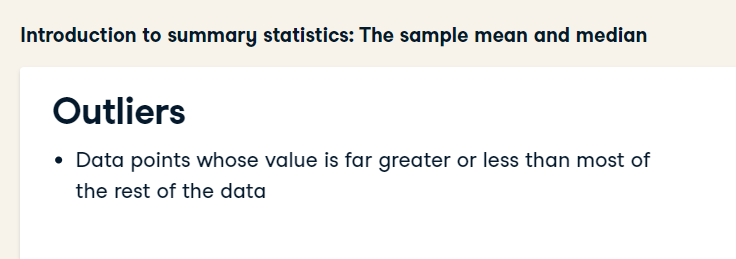 Introduction to summary statistics: The sample mean and median
Outliers
• Data points whose value is far greater or less than most of
the rest of the data